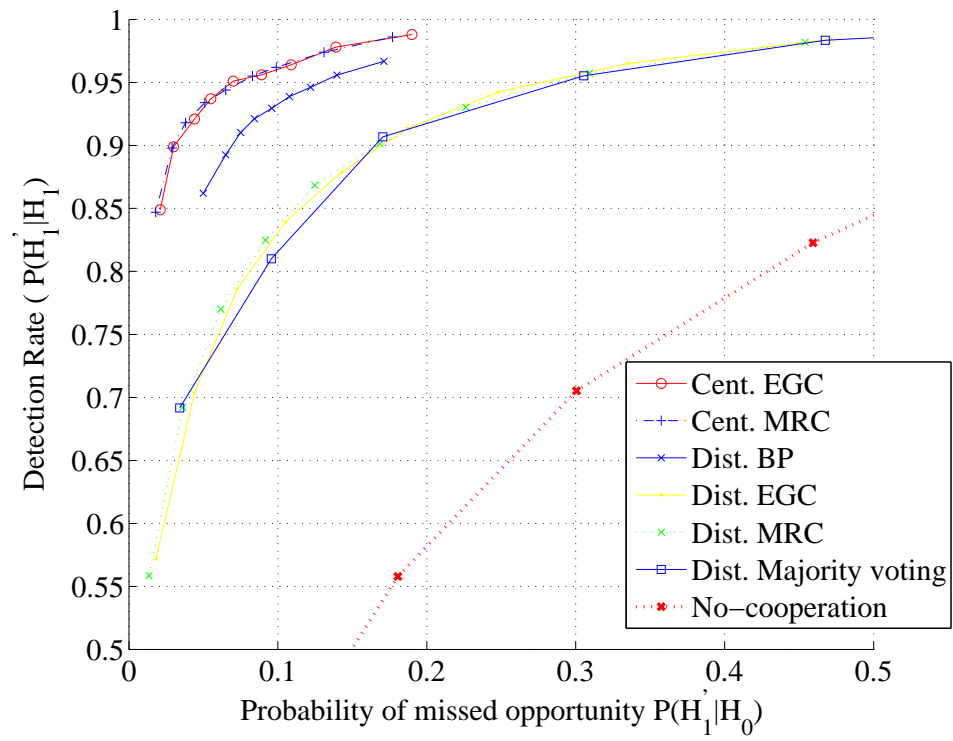 1
0.95
0.9
0.85
0.8
0.75
0.7
0.65
0.6
0.55
0.5
0 0.1 0.2 0.3 0.4 0.5
Detection Rate ( P(H'1|H1)
Probability of missed opportunity P(H'1|H0)
Cent. EGC
Cent. MRC
Dist. BP
Dist. EGC
Dist. MRC
Dist. Majority voting
No−cooperation